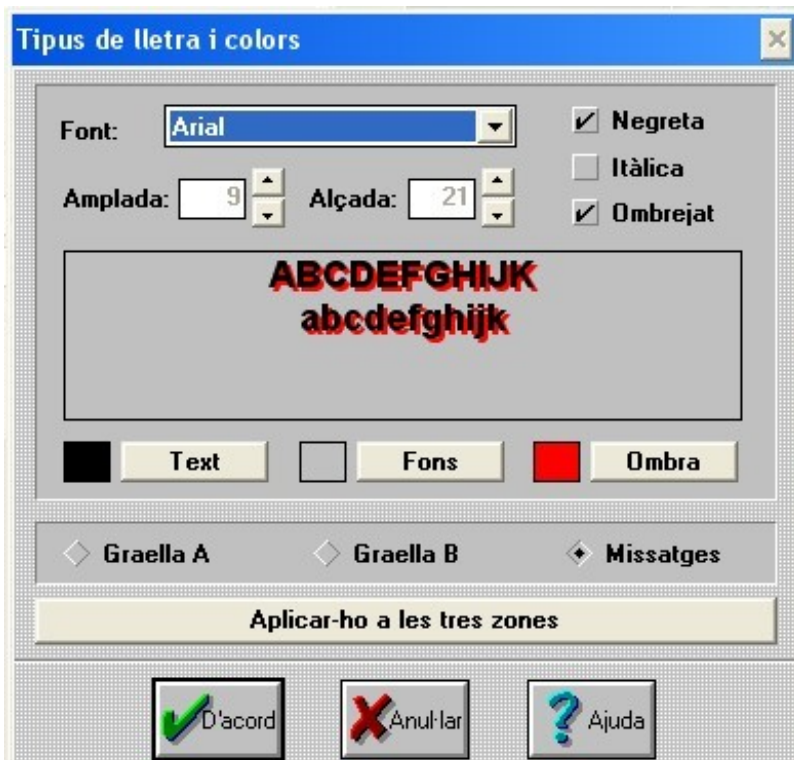 Tipus de lletra i colors
Font: Arial
Negreta
Itàlica
Amplada: 9 Alçada: 21
Ombrejat
ABCDEFGHIJK
abcdefghijk
Text Fons Ombra
Graella A Graella B Missatges
Aplicar-ho a les tres zones
D'acord Anul·lar Ajuda